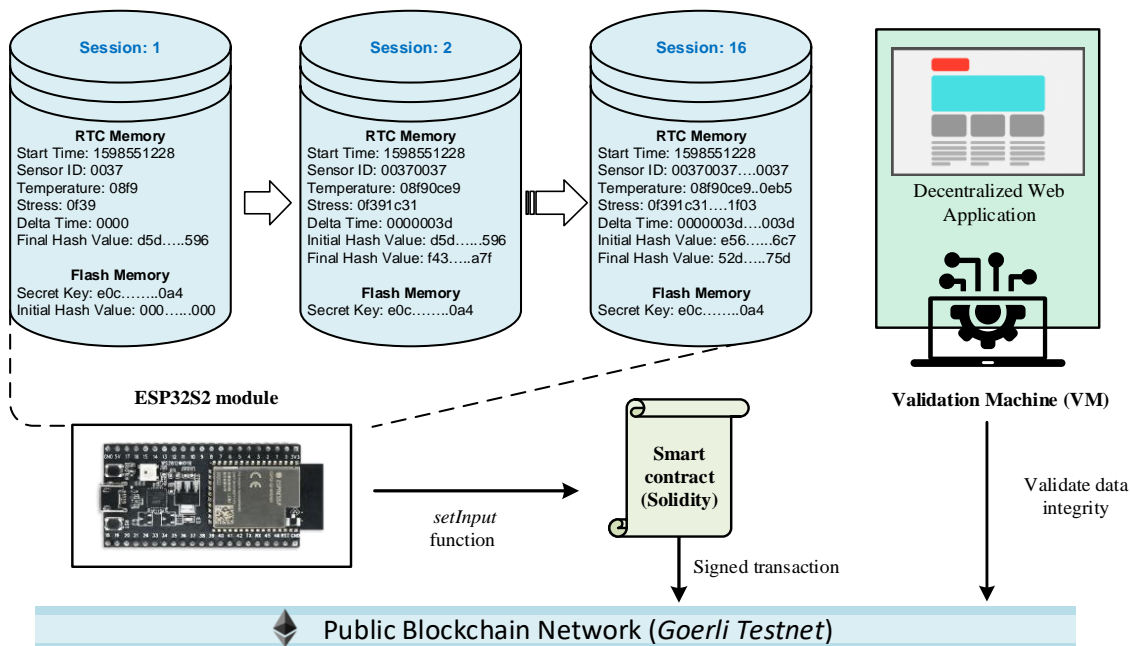 Session: 1
RTC Memory
Start Time: 1598551228
Sensor ID: 0037
Temperature: 08f9
Stress: 0f39
Delta Time: 0000
Final Hash Value: d5d…..596
Flash Memory
Secret Key: e0c……..0a4
Initial Hash Value: 000…...000
Session: 2
RTC Memory
Start Time: 1598551228
Sensor ID: 00370037
Temperature: 08f90ce9
Stress: 0f391c31
Delta Time: 0000003d
Initial Hash Value: d5d…..596
Final Hash Value: f43…..a7f
Flash Memory
Secret Key: e0c……..0a4
Session: 16
RTC Memory
Start Time: 1598551228
Sensor ID: 00370037….0037
Temperature: 08f90ce9..0eb5
Stress: 0f391c31….1f03
Delta Time: 0000003d….003d
Initial Hash Value: e56…...6c7
Final Hash Value: 52d…..75d
Flash Memory
Secret Key: e0c……..0a4
Decentralized Web
Application
Validation Machine (VM)
ESP32S2 module
setInput
function
Smart
contract
(Solidity)
Signed transaction
Validate data
integrity
Public Blockchain Network (Goerli Testnet)